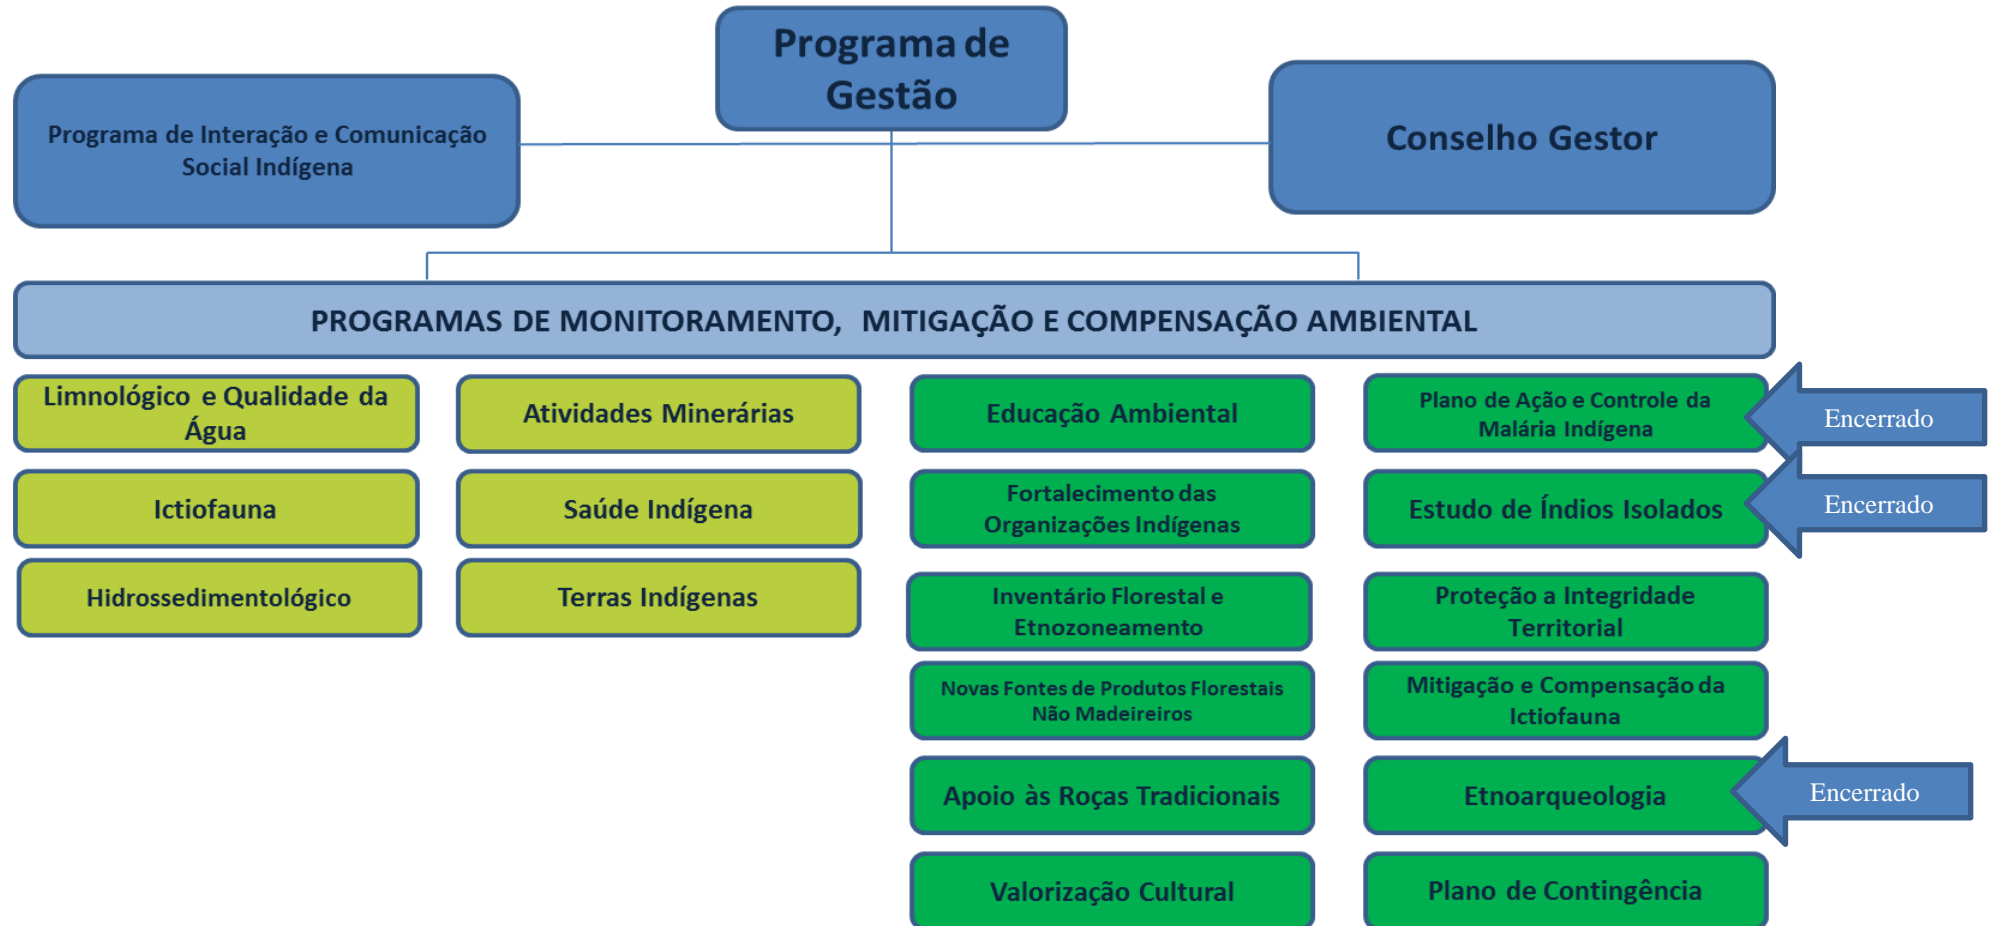 Programa de
Gestão
Programa de Interação e Comunicação
Social Indígena
Conselho Gestor
PROGRAMAS DE MONITORAMENTO, MITIGAÇÃO E COMPENSAÇÃO AMBIENTAL
Limnológico e Qualidade da
Água
Atividades Minerárias
Educação Ambiental
Plano de Ação e Controle da
Malária Indígena
Encerrado
Ictiofauna
Saúde Indígena
Fortalecimento das
Organizações Indígenas
Estudo de Índios Isolados
Encerrado
Hidrossedimentológico
Terras Indígenas
Inventário Florestal e
Etnozoneamento
Proteção a Integridade
Territorial
Novas Fontes de Produtos Florestais
Não Madeireiros
Mitigação e Compensação da
Ictiofauna
Apoio às Roças Tradicionais
Etnoarqueologia
Encerrado
Valorização Cultural
Plano de Contingência